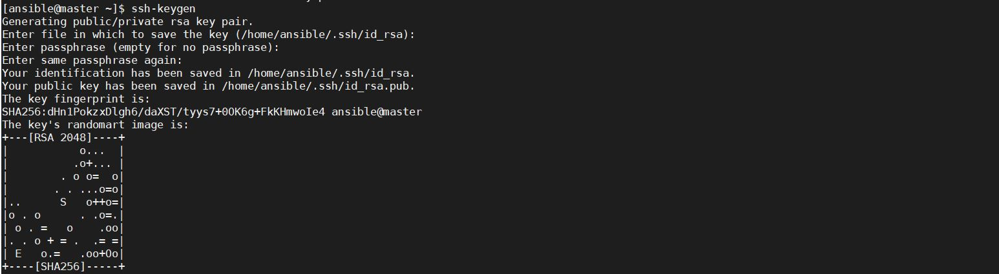 [ansible@master ~]$ ssh-keygen
Generating public/private rsa key pair.
Enter file in which to save the key (/home/ansible/.ssh/id_rsa):
Enter passphrase (empty for no passphrase):
Enter same passphrase again:
Your identification has been saved in /home/ansible/.ssh/id_rsa.
Your public key has been saved in /home/ansible/.ssh/id_rsa.pub.
The key fingerprint is:
SHA256:dHn1PokzxDlgh6/daXST/tyys7+0OK6g+FkKHmwoIe4 ansible@master
The key's randomart image is:
+---[RSA 2048]----+
|           o...  |
|          .o+... |
|        . o o=  o|
|       . . ...o=o|
|..      S   o++o=|
|o . o      . .o=.|
| o . =   o    .oo|
|. . o + = .  .= =|
| E   o.=   .oo+Oo|
+----[SHA256]-----+